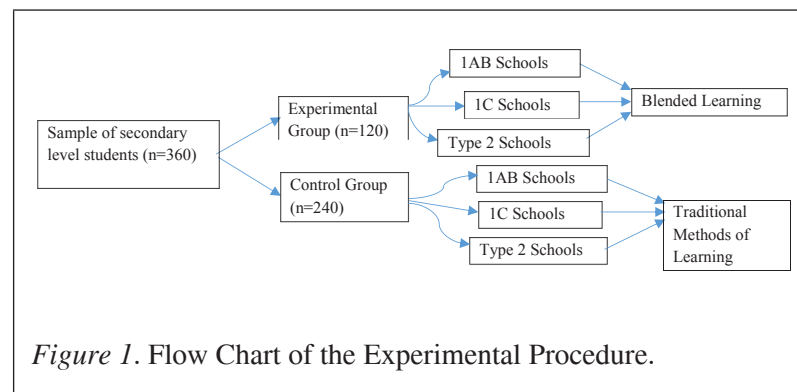 Sample of secondary
level students (n=360)
Experimental
Group (n=120)
Control Group
(n=240)
1AB Schools
1C Schools
Type 2 Schools
Blended Learning
1AB Schools
1C Schools
Type 2 Schools
Traditional
Methods of
Learning
Figure 1. Flow Chart of the Experimental Procedure.